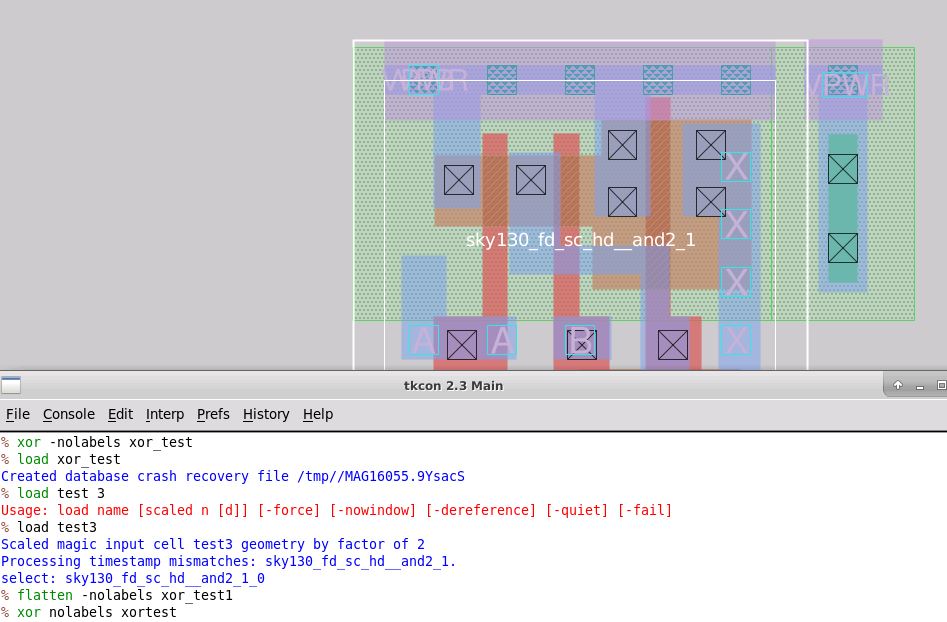 VPWR
X
X
sky130_fd_sc_hd__and2_1
X
A A B X
tkcon 2.3 Main
File Console Edit Interp Prefs History Help
% xor -nolabels xor_test
% load xor_test
Created database crash recovery file /tmp//MAG16055.9YsacS
% load test 3
Usage: load name [scaled n [d]] [-force] [-nowindow] [-dereference] [-quiet] [-fail]
% load test3
Scaled magic input cell test3 geometry by factor of 2
Processing timestamp mismatches: sky130_fd_sc_hd__and2_1.
select: sky130_fd_sc_hd__and2_1_0
% flatten -nolabels xor_test1
% xor nolabels xortest